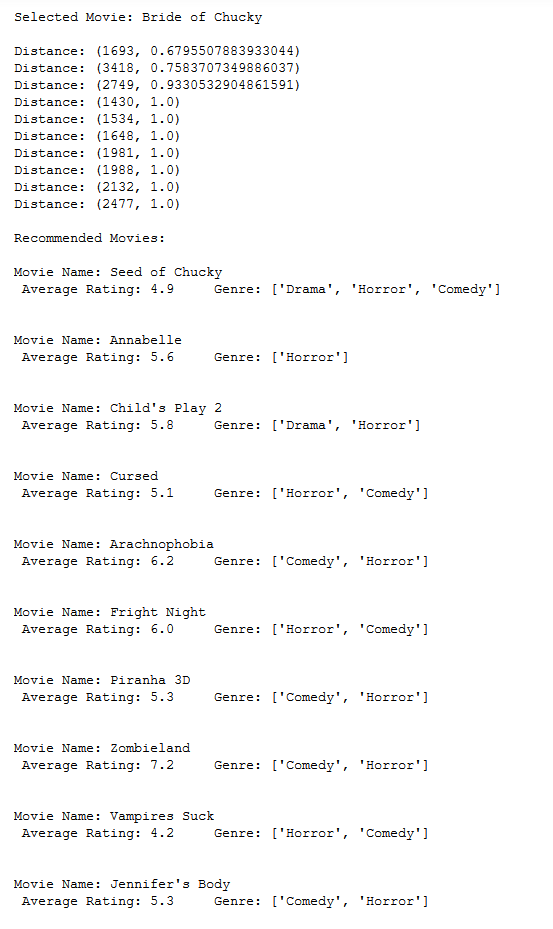 Selected Movie: Bride of Chucky
Distance: (1693, 0.6795507883933044)
Distance: (3418, 0.7583707349886037)
Distance: (2749, 0.9330532904861591)
Distance: (1430, 1.0)
Distance: (1534, 1.0)
Distance: (1648, 1.0)
Distance: (1981, 1.0)
Distance: (1988, 1.0)
Distance: (2132, 1.0)
Distance: (2477, 1.0)
Recommended Movies:
Movie Name: Seed of Chucky
Average Rating: 4.9     Genre: ['Drama', 'Horror', 'Comedy']
Movie Name: Annabelle
Average Rating: 5.6     Genre: ['Horror']
Movie Name: Child's Play 2
Average Rating: 5.8     Genre: ['Drama', 'Horror']
Movie Name: Cursed
Average Rating: 5.1     Genre: ['Horror', 'Comedy']
Movie Name: Arachnophobia
Average Rating: 6.2     Genre: ['Comedy', 'Horror']
Movie Name: Fright Night
Average Rating: 6.0     Genre: ['Horror', 'Comedy']
Movie Name: Piranha 3D
Average Rating: 5.3     Genre: ['Comedy', 'Horror']
Movie Name: Zombieland
Average Rating: 7.2     Genre: ['Comedy', 'Horror']
Movie Name: Vampires Suck
Average Rating: 4.2     Genre: ['Horror', 'Comedy']
Movie Name: Jennifer's Body
Average Rating: 5.3     Genre: ['Comedy', 'Horror']